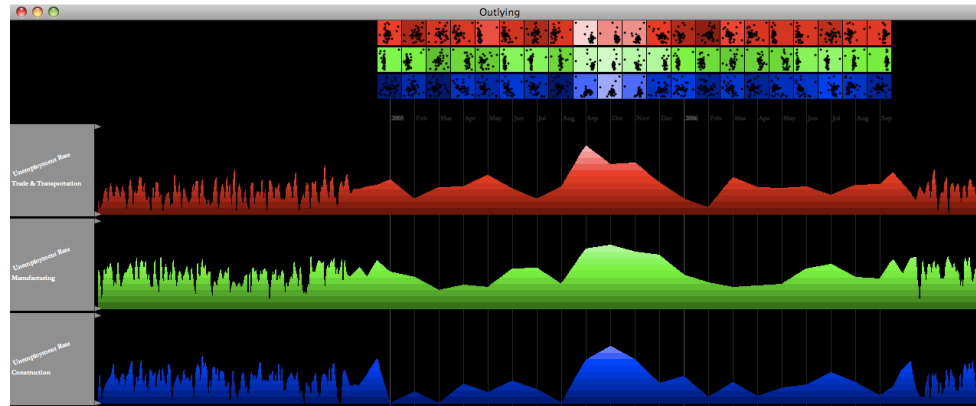 Outlying
2005 Feb Mar Apr May Jun Jul Aug Sep Oct Nov Dec 2006 Feb Mar Apr May Jun Jul Aug Sep
Unemployment Rate
Trade & Transportation
Unemployment Rate
Manufacturing
Unemployment Rate
Construction